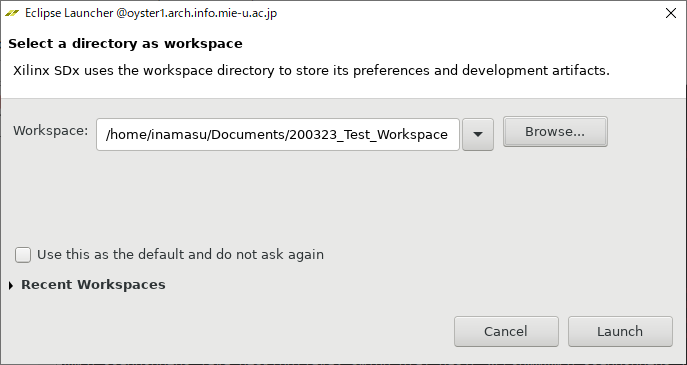 Eclipse Launcher @oyster1.arch.info.mie-u.ac.jp
Select a directory as workspace
Xilinx SDx uses the workspace directory to store its preferences and development artifacts.
Workspace: /home/inamasu/Documents/200323_Test_Workspace Browse...
Use this as the default and do not ask again
Recent Workspaces
Cancel Launch